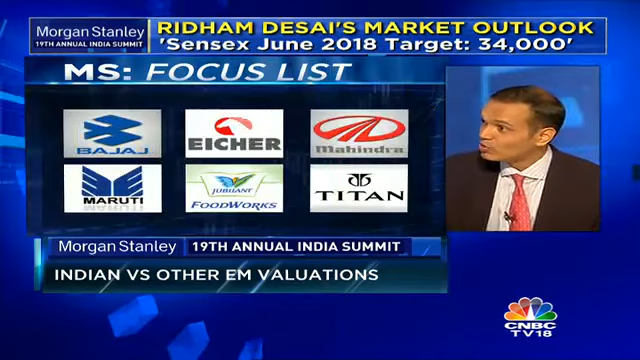 Morgan Stanley
19TH ANNUAL INDIA SUMMIT
RIDHAM DESAI'S MARKET OUTLOOK
'Sensex June 2018 Target: 34,000'
MS: FOCUS LIST
BAJAJ
EICHER
Mahindra
MARUTI
JUBILANT
FOODWORKS
TITAN
Morgan Stanley 19TH ANNUAL INDIA SUMMIT
INDIAN VS OTHER EM VALUATIONS
CNBC
TV18